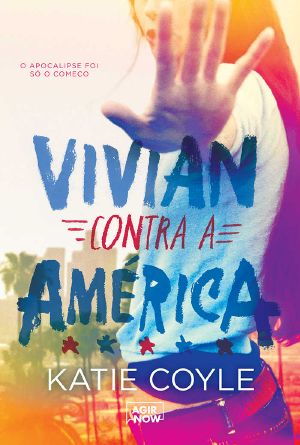 O APOCALIPSE FOI
SÓ O COMEÇO
VIVIAN
CONTRA A
AMÉRICA
KATIE COYLE
AGIR
NOW